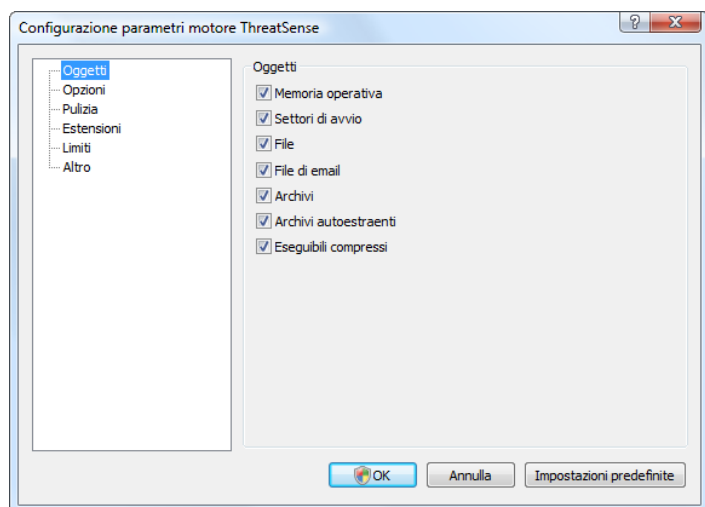 Configurazione parametri motore ThreatSense
Oggetti
Opzioni
Pulizia
Estensioni
Limiti
Altro
Oggetti
Memoria operativa
Settori di avvio
File
File di email
Archivi
Archivi autoestraenti
Eseguibili compressi
OK
Annulla
Impostazioni predefinite